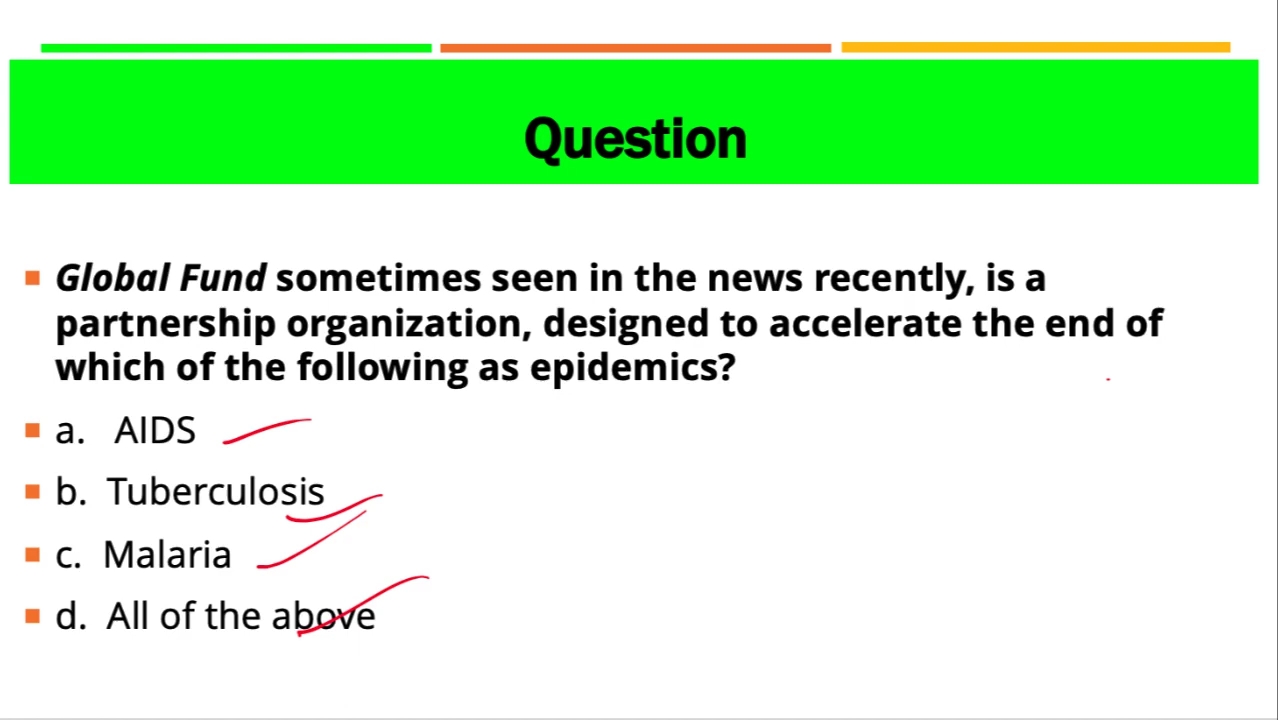 Question
Global Fund sometimes seen in the news recently, is a
partnership organization, designed to accelerate the end of
which of the following as epidemics?
a. AIDS
b. Tuberculosis
c. Malaria
d. All of the above